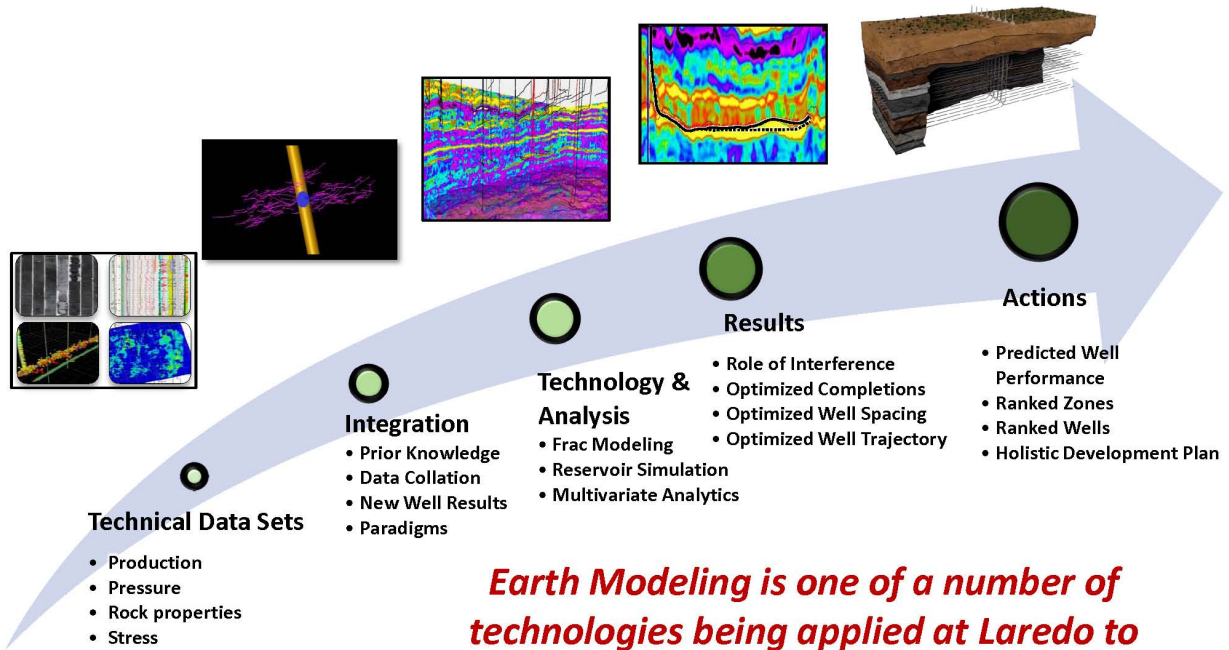 Technical Data Sets
• Production
• Pressure
• Rock properties
• Stress
Integration
• Prior Knowledge
• Data Collation
• New Well Results
• Paradigms
Technology &
Analysis
• Frac Modeling
• Reservoir Simulation
• Multivariate Analytics
Results
• Role of Interference
• Optimized Completions
• Optimized Well Spacing
• Optimized Well Trajectory
Actions
• Predicted Well
Performance
• Ranked Zones
• Ranked Wells
• Holistic Development Plan
Earth Modeling is one of a number of
technologies being applied at Laredo to